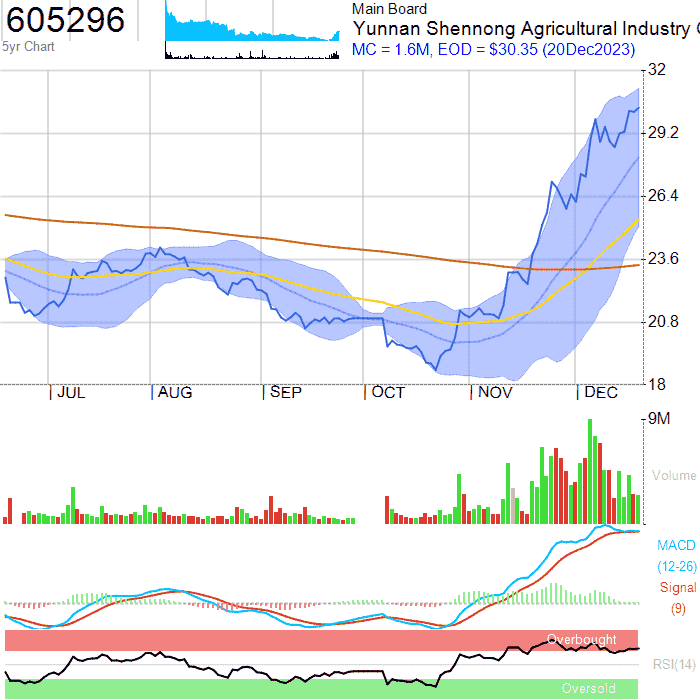 605296
5yr Chart
Main Board
Yunnan Shennong Agricultural Industry
MC = 1.6M, EOD = $30.35 (20Dec2023)
32
29.2
26.4
23.6
20.8
18
JUL
AUG
SEP
OCT
NOV
DEC
9M
Volume
MACD
(12-26)
Signal
(9)
Overbought
RSI(14)
Oversold